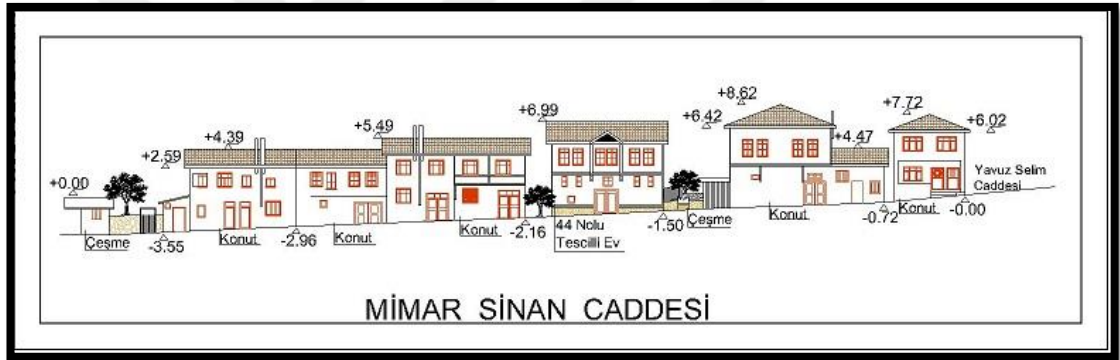 +0.00
+2.59
+4.39
+5.49
+6.99
+6.42
+8.62
+4.47
+7.72
+6.02
Yavuz Selim
Caddesi
Çeşme
-3.55
Konut
-2.96
Konut
Konut
-2.16
44 Nolu
Tescilli Ev
-1.50
Çeşme
Konut
-0.72
Konut
-0.00
MİMAR SİNAN CADDESİ